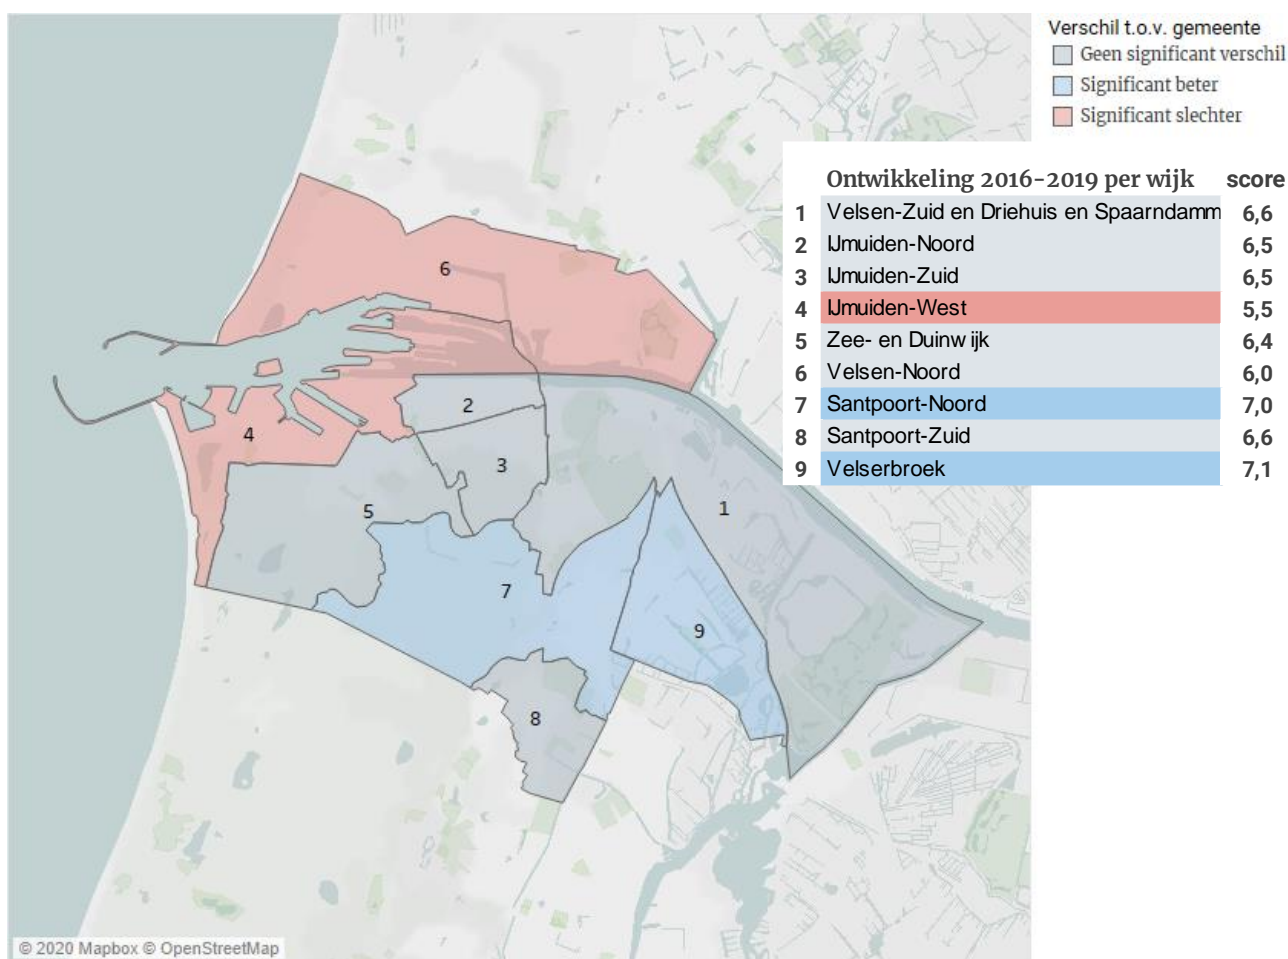 Verschil t.o.v. gemeente
Geen significant verschil
Significant beter
Significant slechter
Ontwikkeling 2016-2019 per wijk score
1 Velsen-Zuid en Driehuis en Spaarndamm 6,6
2 IJmuiden-Noord 6,5
3 IJmuiden-Zuid 6,5
4 IJmuiden-West 5,5
5 Zee- en Duinwijk 6,4
6 Velsen-Noord 6,0
7 Santpoort-Noord 7,0
8 Santpoort-Zuid 6,6
9 Velserbroek 7,1
6
2
4
3
5
1
7
9
8
© 2020 Mapbox © OpenStreetMap